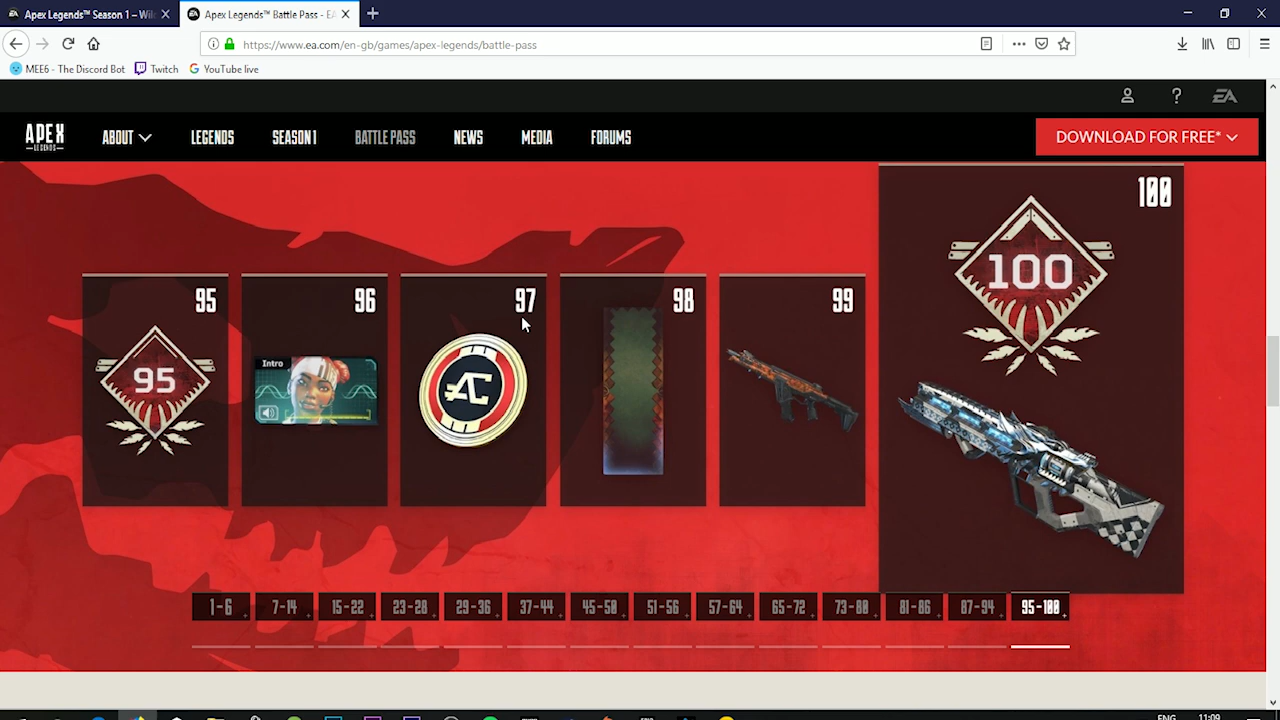 Apex Legends™ Season 1 – Wil
Apex Legends™ Battle Pass - EA
https://www.ea.com/en-gb/games/apex-legends/battle-pass
MEE6 - The Discord Bot
Twitch
YouTube live
EA
APEX
LEGENDS
ABOUT
LEGENDS
SEASON 1
BATTLE PASS
NEWS
MEDIA
FORUMS
DOWNLOAD FOR FREE*
95
96
97
98
99
100
95
Intro
100
1-6
7-14
15-22
23-28
29-36
37-44
45-50
51-56
57-64
65-72
73-80
81-86
87-94
95-100
ENG
11:09